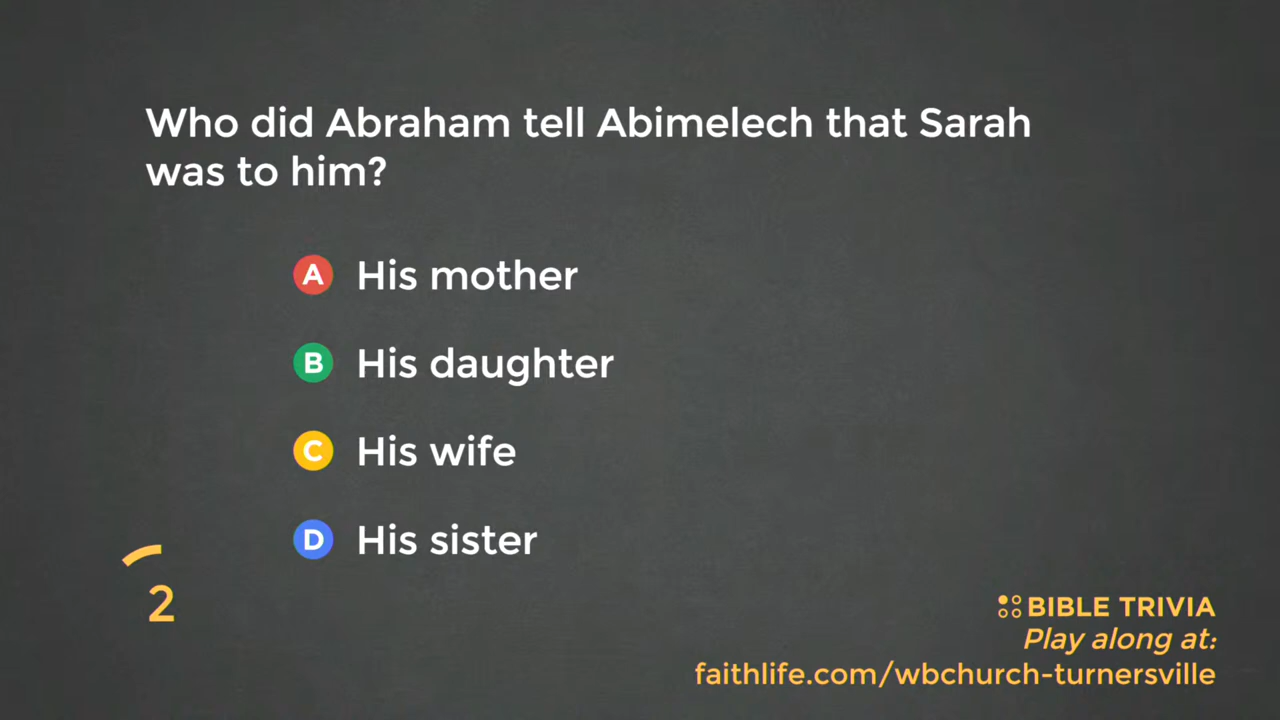 Who did Abraham tell Abimelech that Sarah
was to him?
A His mother
B His daughter
C His wife
D His sister
2
BIBLE TRIVIA
Play along at:
faithlife.com/wbchurch-turnersville